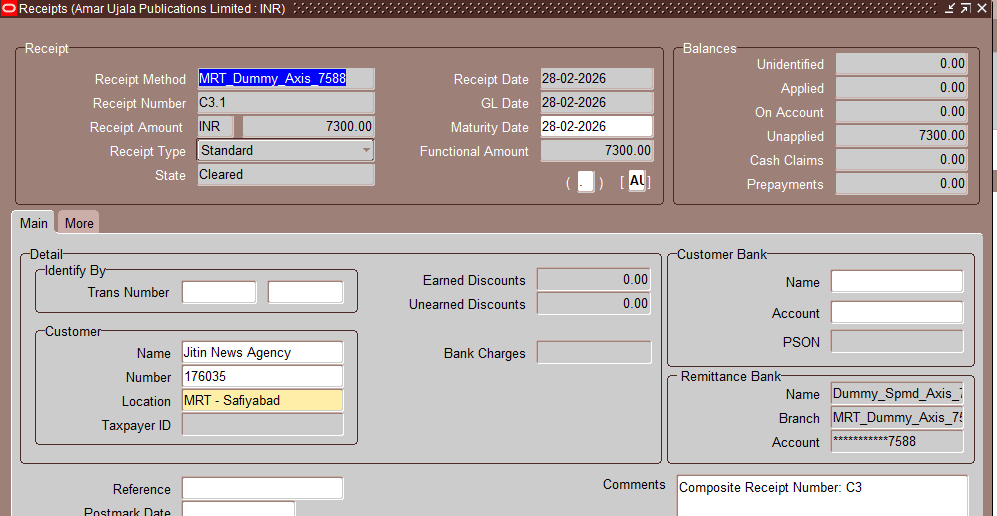 Receipts (Amar Ujala Publications Limited : INR)
Receipt
Receipt Method MRT_Dummy_Axis_7588
Receipt Number C3.1
Receipt Amount INR 7300.00
Receipt Type Standard
State Cleared
Receipt Date 28-02-2026
GL Date 28-02-2026
Maturity Date 28-02-2026
Functional Amount 7300.00
( . ) [ AU ]
Balances
Unidentified 0.00
Applied 0.00
On Account 0.00
Unapplied 7300.00
Cash Claims 0.00
Prepayments 0.00
Main More
Detail
Identify By
Trans Number
Customer
Name Jitin News Agency
Number 176035
Location MRT - Safiyabad
Taxpayer ID
Earned Discounts 0.00
Unearned Discounts 0.00
Bank Charges
Customer Bank
Name
Account
PSON
Remittance Bank
Name Dummy_Spmd_Axis_7
Branch MRT_Dummy_Axis_75
Account ***********7588
Reference
Postmark Date
Comments Composite Receipt Number: C3